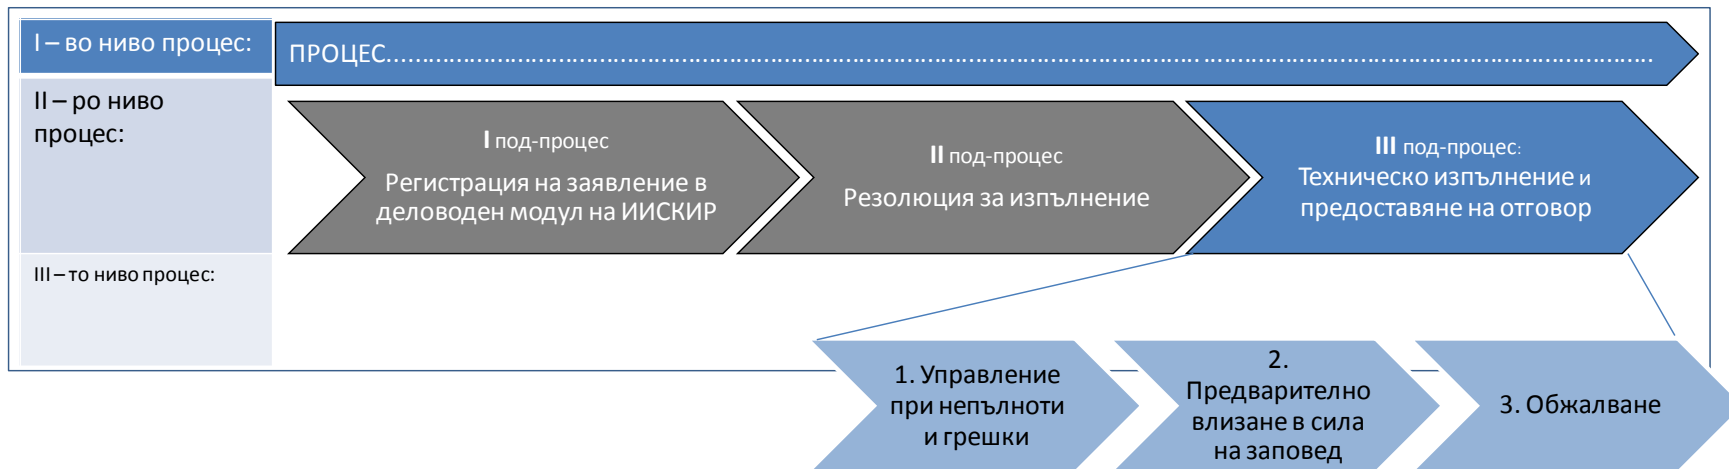 I – во ниво процес:
ПРОЦЕС……………………………………………………………………………………………………………….. ……………………………………………………………….
II – ро ниво
процес:
I под-процес
Регистрация на заявление в
деловоден модул на ИИСКИР
II под-процес
Резолюция за изпълнение
III под-процес:
Техническо изпълнение и
предоставяне на отговор
III – то ниво процес:
1. Управление
при непълноти
и грешки
2.
Предварително
влизане в сила
на заповед
3. Обжалване